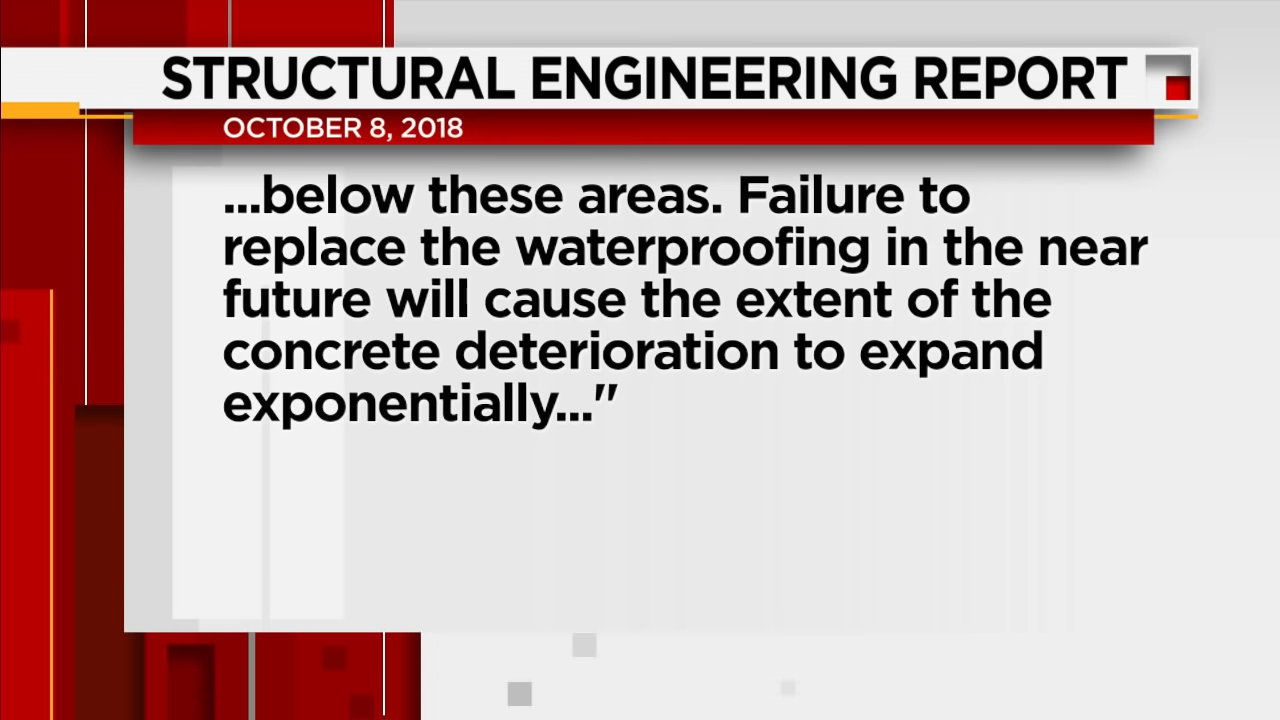 STRUCTURAL ENGINEERING REPORT
OCTOBER 8, 2018
...below these areas. Failure to
replace the waterproofing in the near
future will cause the extent of the
concrete deterioration to expand
exponentially..."